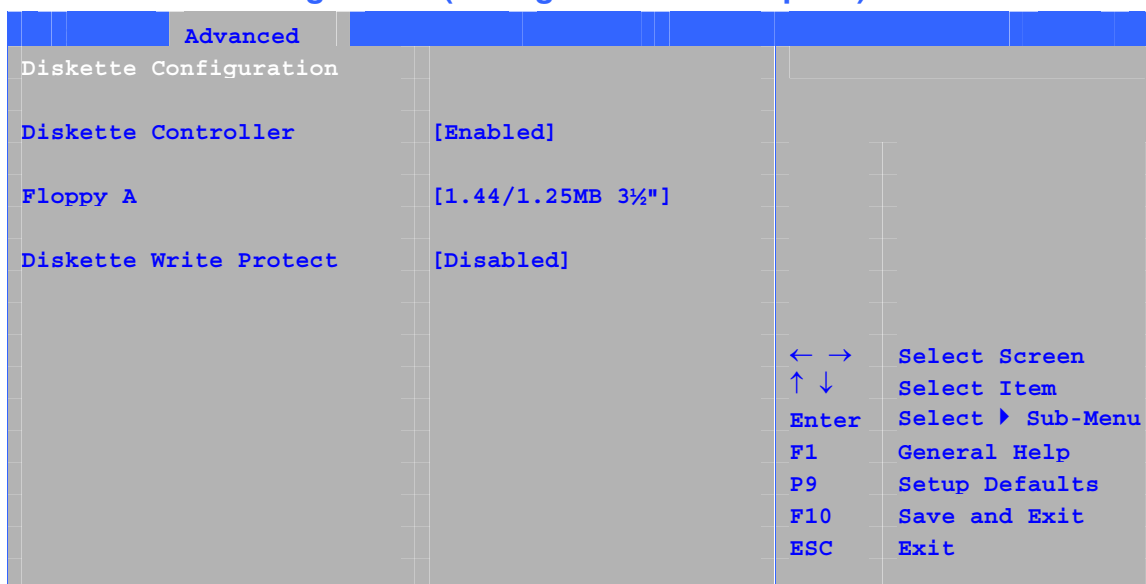 Advanced
Diskette Configuration
Diskette Controller [Enabled]
Floppy A [1.44/1.25MB 3½"]
Diskette Write Protect [Disabled]
← → Select Screen
↑ ↓ Select Item
Enter Select ▶ Sub-Menu
F1 General Help
P9 Setup Defaults
F10 Save and Exit
ESC Exit